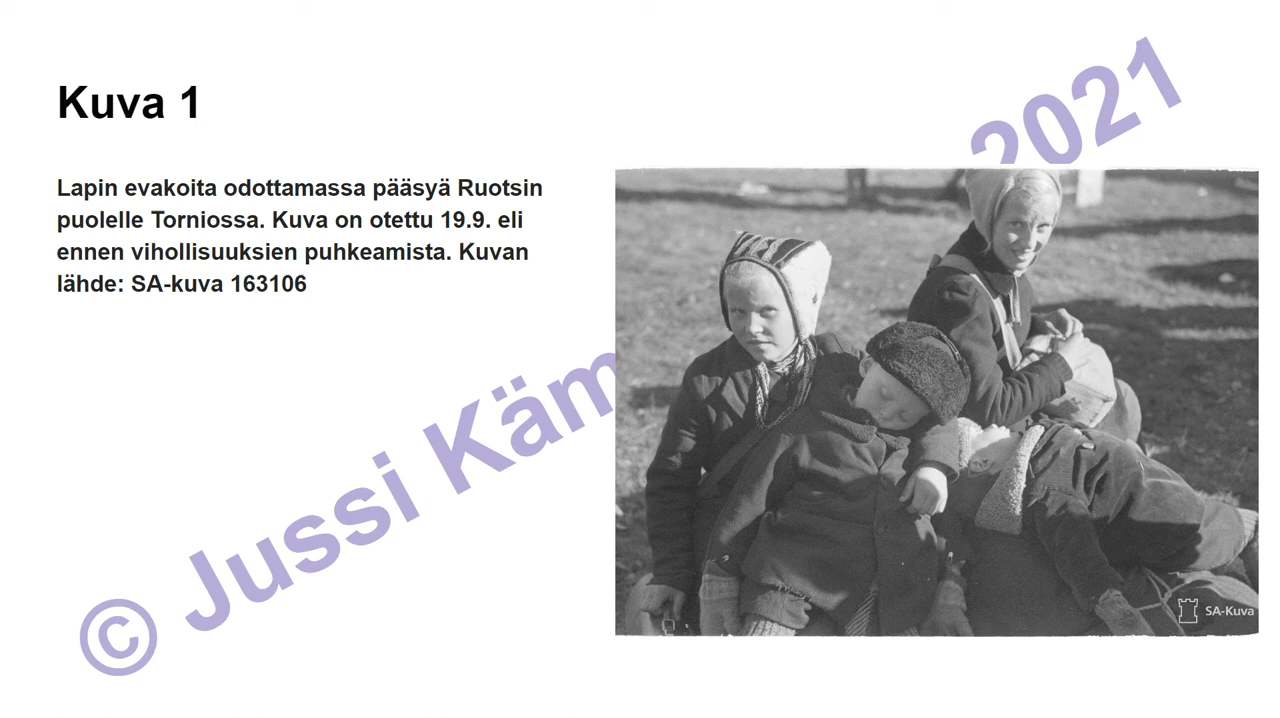 Kuva 1
Lapin evakoita odottamassa pääsyä Ruotsin
puolelle Torniossa. Kuva on otettu 19.9. eli
ennen vihollisuuksien puhkeamista. Kuvan
lähde: SA-kuva 163106
© Jussi Käm
2021
SA-Kuva